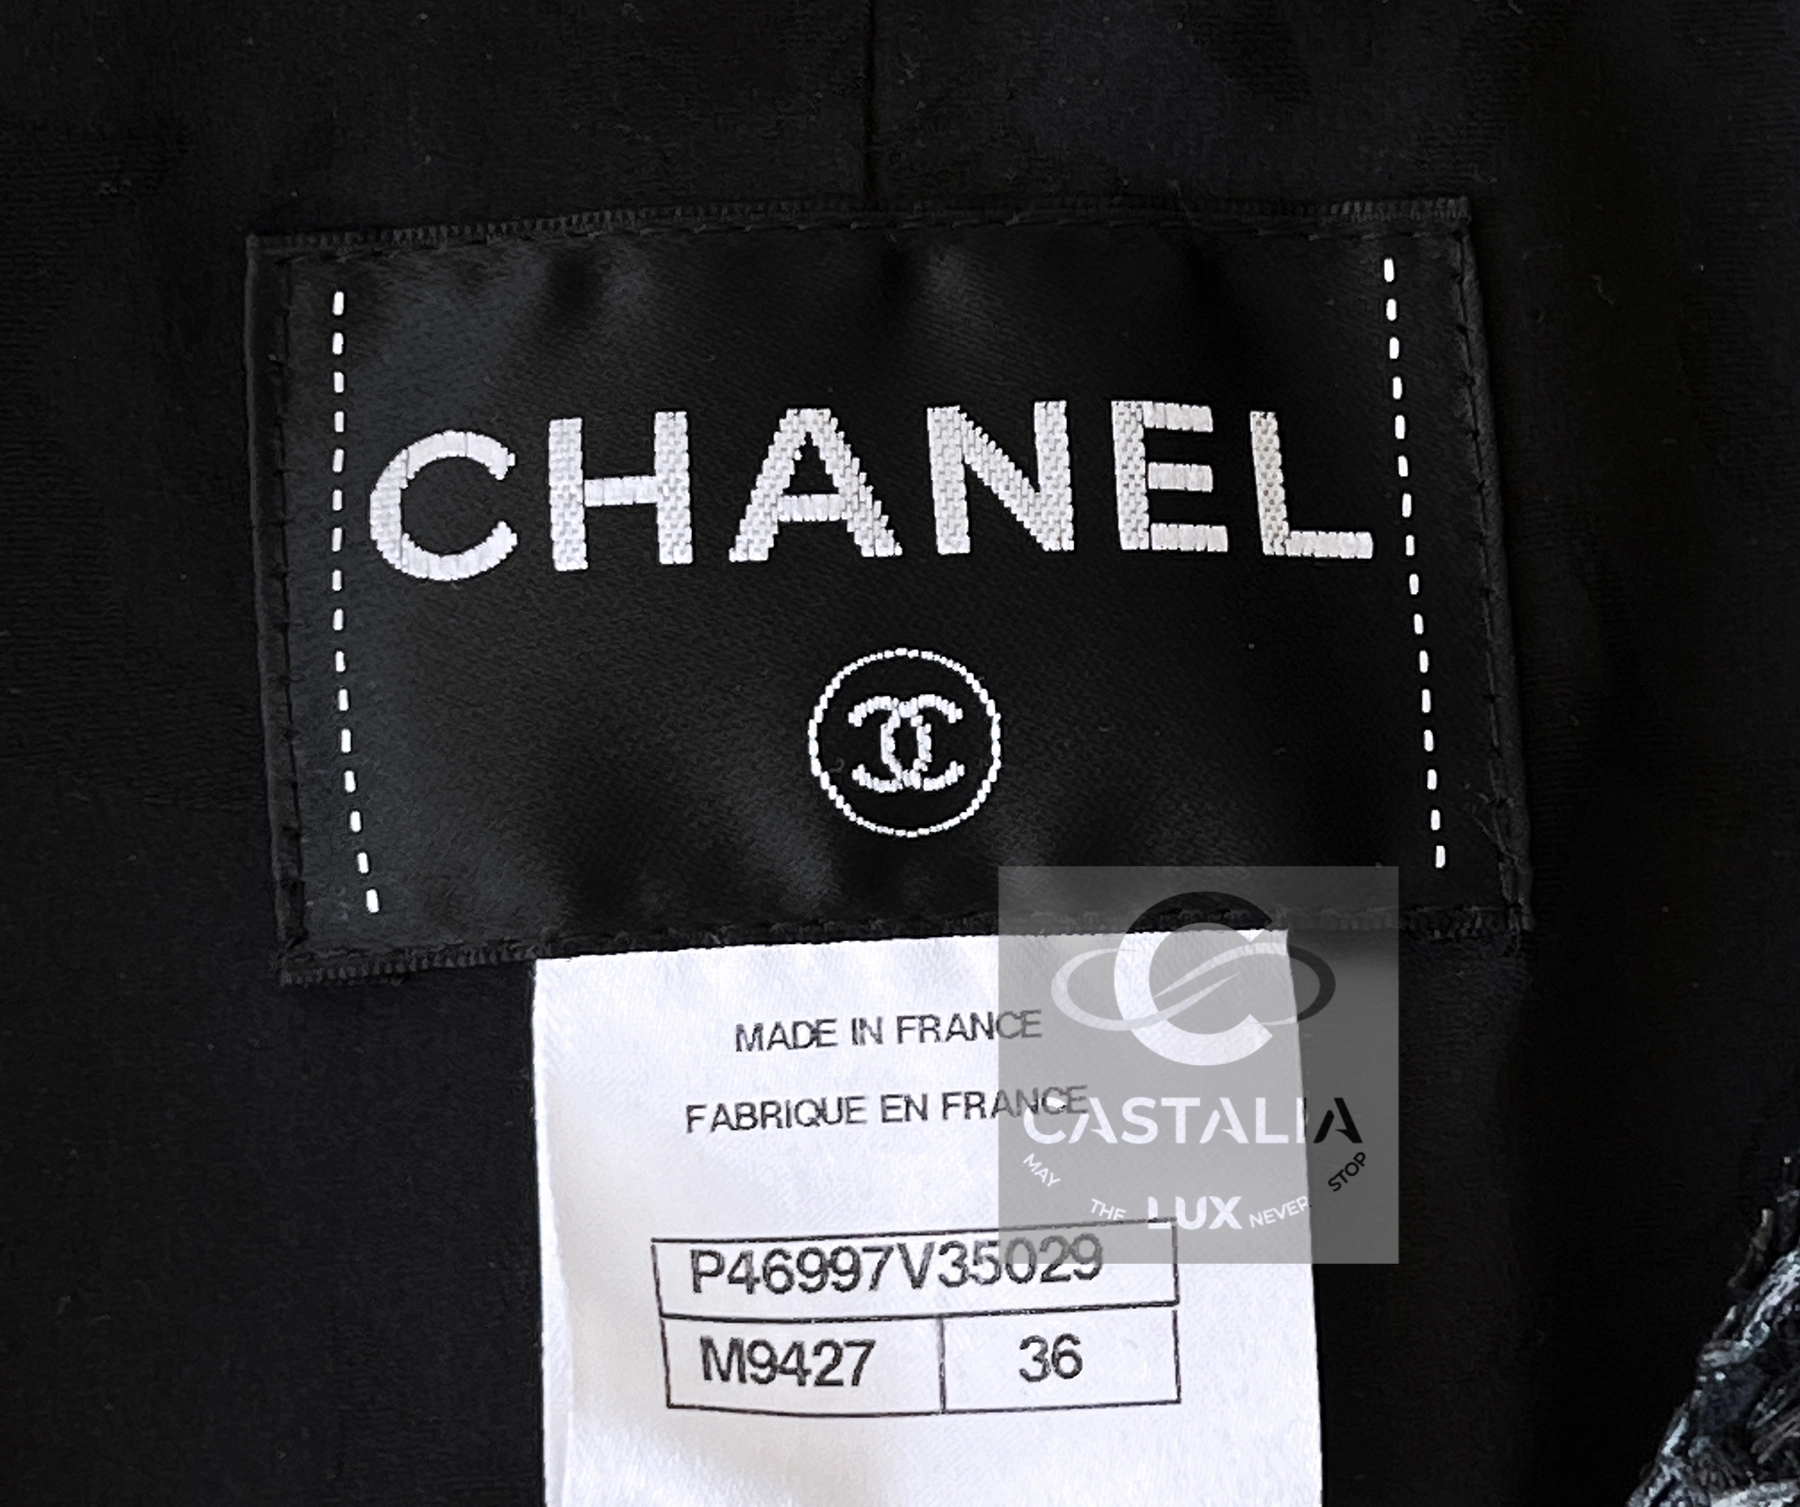 CHANEL
MADE IN FRANCE
FABRIQUE EN FRANCE
CASTALIA
MAY THE LUX NEVER STOP
P46997V35029
M9427 36